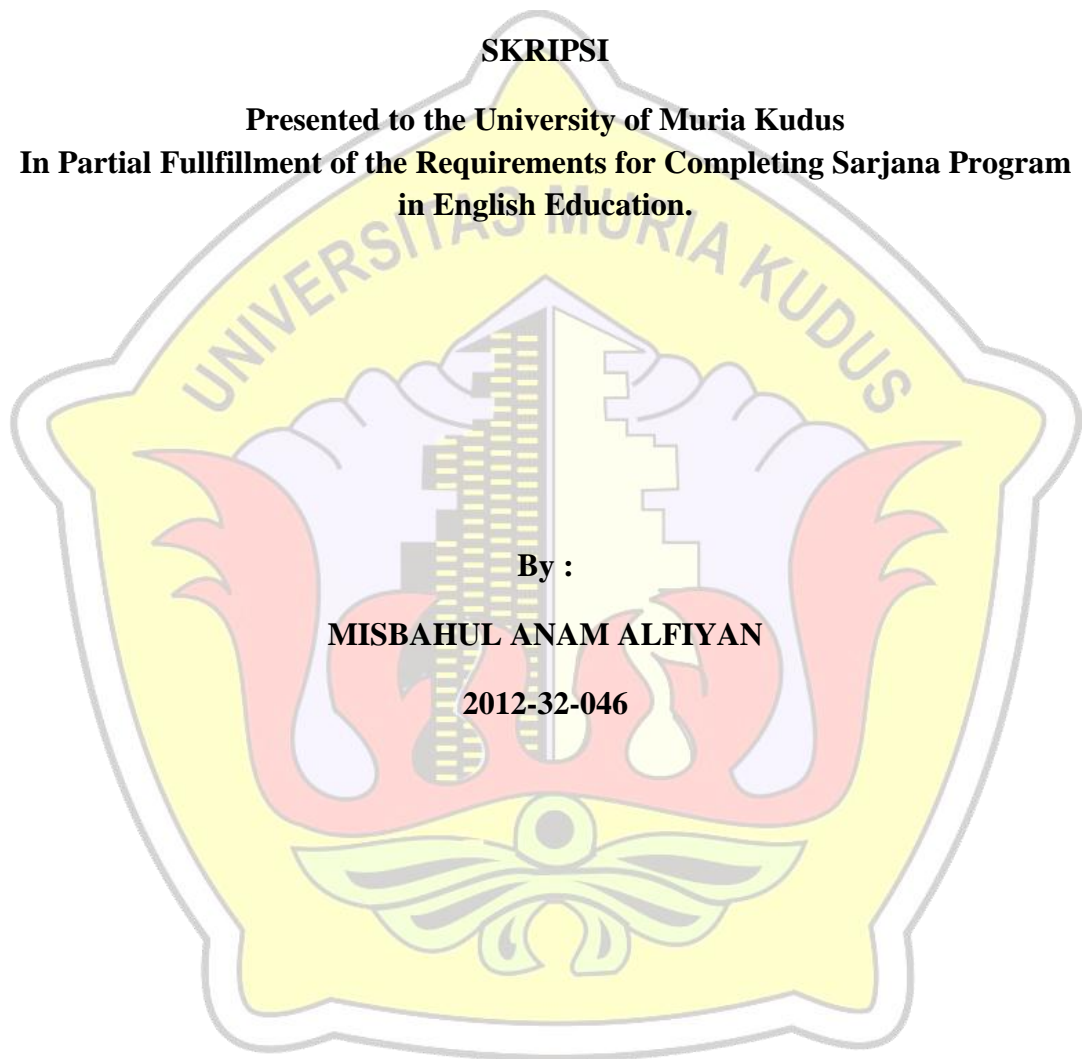 SKRIPSI
Presented to the University of Muria Kudus
In Partial Fullfillment of the Requirements for Completing Sarjana Program
in English Education.
UNIVERSITAS MURIA KUDUS
By :
MISBAHUL ANAM ALFIYAN
2012-32-046